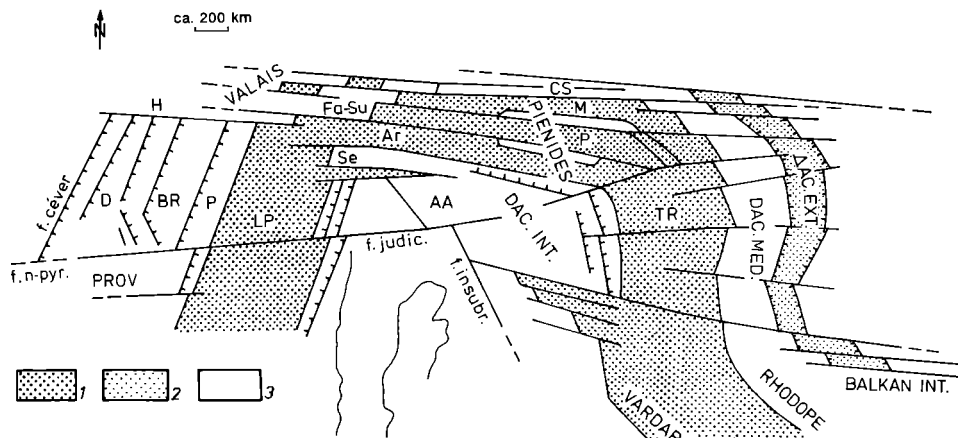 ca. 200 km
N
VALAIS
CS
H
Fa-Su
M
PIENIDES
P
Ar
Se
f. céver
D
BR
P
LP
AA
DAC. INT.
TR
DAC. MED.
DAC. EXT.
f. judic.
f. n-pyr.
PROV
f. insubr.
1
2
3
BALKAN INT.
RHODOPE
VARDAR